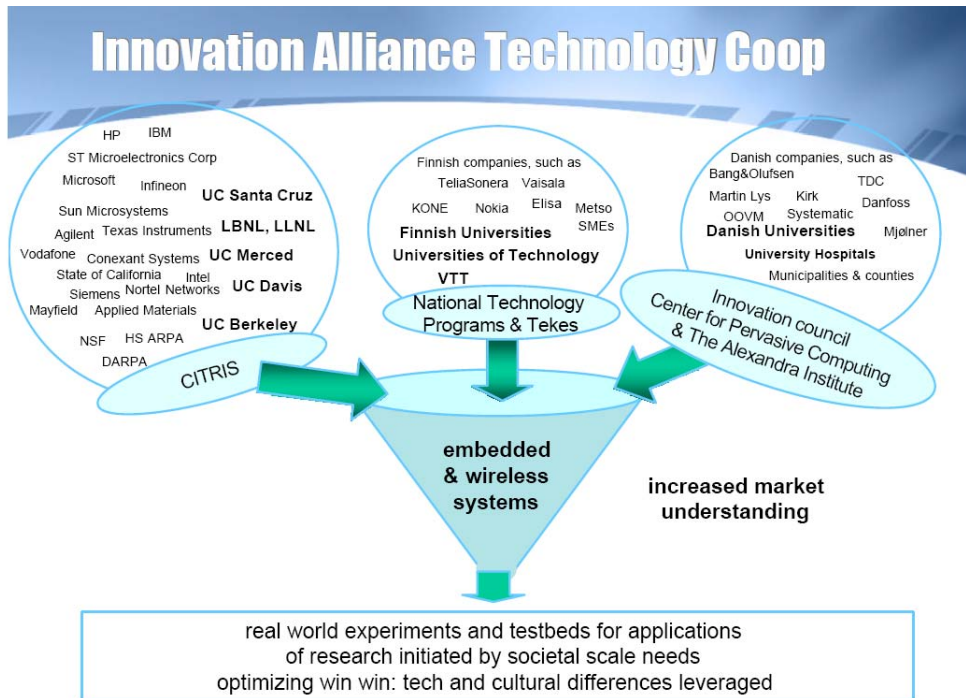 Innovation Alliance Technology Coop
HP IBM
ST Microelectronics Corp
Microsoft Infineon
UC Santa Cruz
Sun Microsystems
Agilent Texas Instruments LBNL, LLNL
Vodafone Conexant Systems UC Merced
State of California Intel
Siemens Nortel Networks UC Davis
Mayfield Applied Materials
UC Berkeley
NSF HS ARPA
DARPA
CITRIS
Finnish companies, such as
TeliaSonera Vaisala
KONE Nokia Elisa Metso
SMEs
Finnish Universities
Universities of Technology
VTT
National Technology
Programs & Tekes
Danish companies, such as
Bang&Olufsen
TDC
Martin Lys Kirk Danfoss
OOVM Systematic
Danish Universities Mjølner
University Hospitals
Municipalities & counties
Innovation council
Center for Pervasive Computing
& The Alexandra Institute
embedded
& wireless
systems
increased market
understanding
real world experiments and testbeds for applications
of research initiated by societal scale needs
optimizing win win: tech and cultural differences leveraged